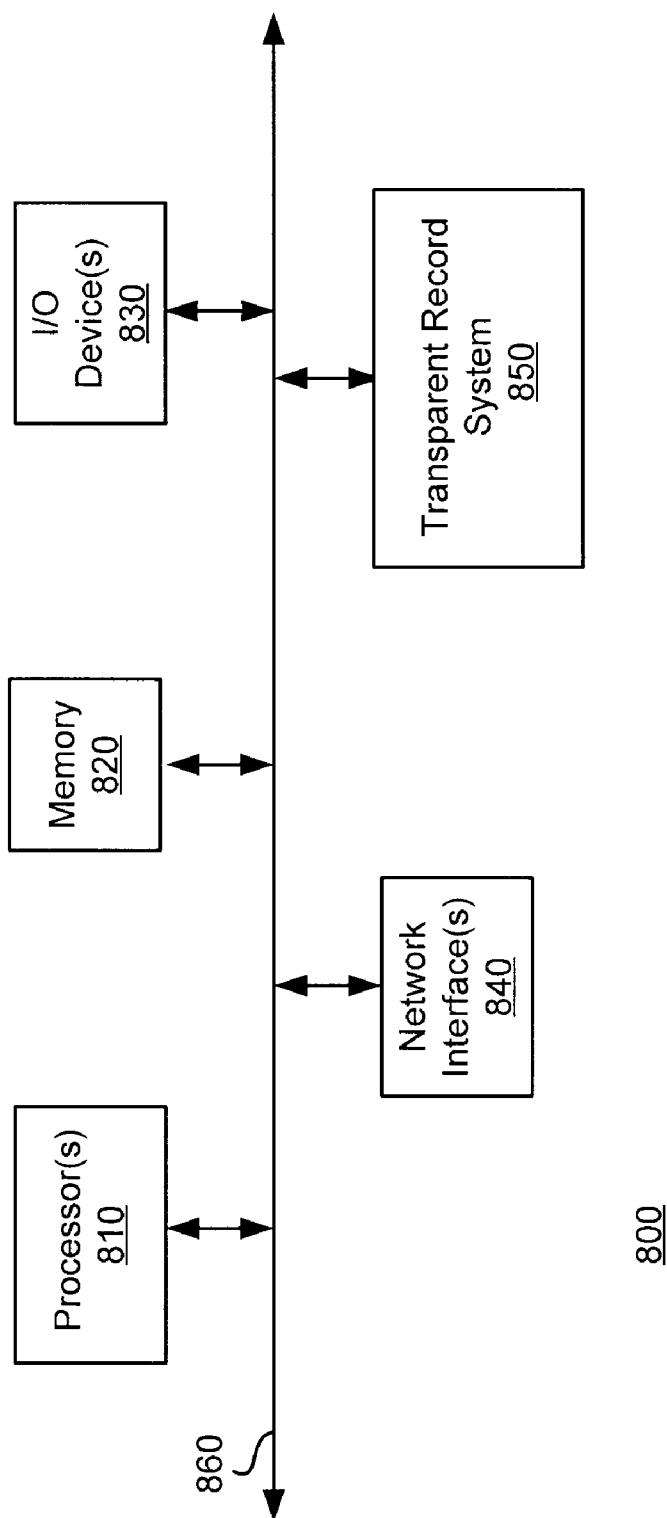 Processor(s)
810
Memory
820
I/O
Device(s)
830
860
Network
Interface(s)
840
Transparent Record
System
850
800